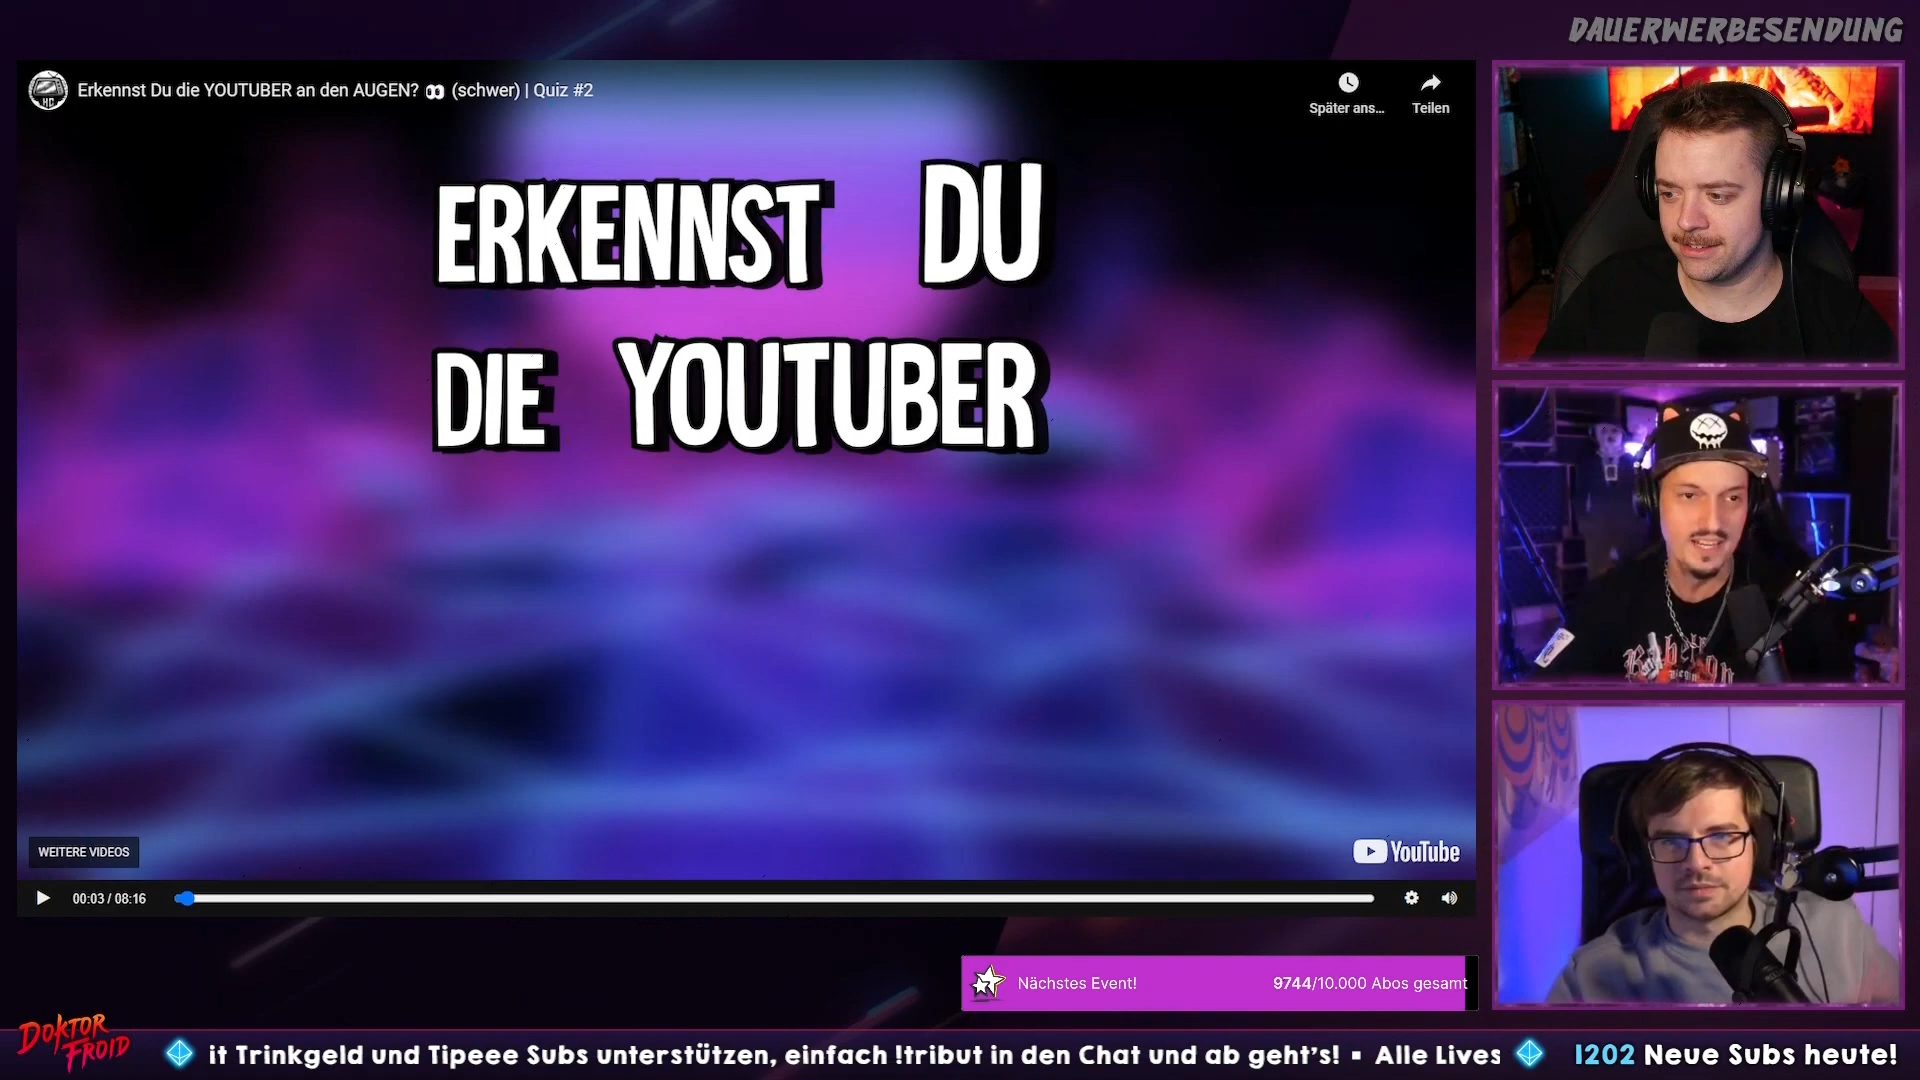 DAUERWERBESENDUNG
Erkennst Du die YOUTUBER an den AUGEN? 👀 (schwer) | Quiz #2
Später ans...
Teilen
HC
ERKENNST DU
DIE YOUTUBER
WEITERE VIDEOS
YouTube
00:03 / 08:16
Nächstes Event!
9744/10.000 Abos gesamt
DOKTOR
FROID
it Trinkgeld und Tipeee Subs unterstützen, einfach !tribut in den Chat und ab geht's! ▪ Alle Lives
1202 Neue Subs heute!